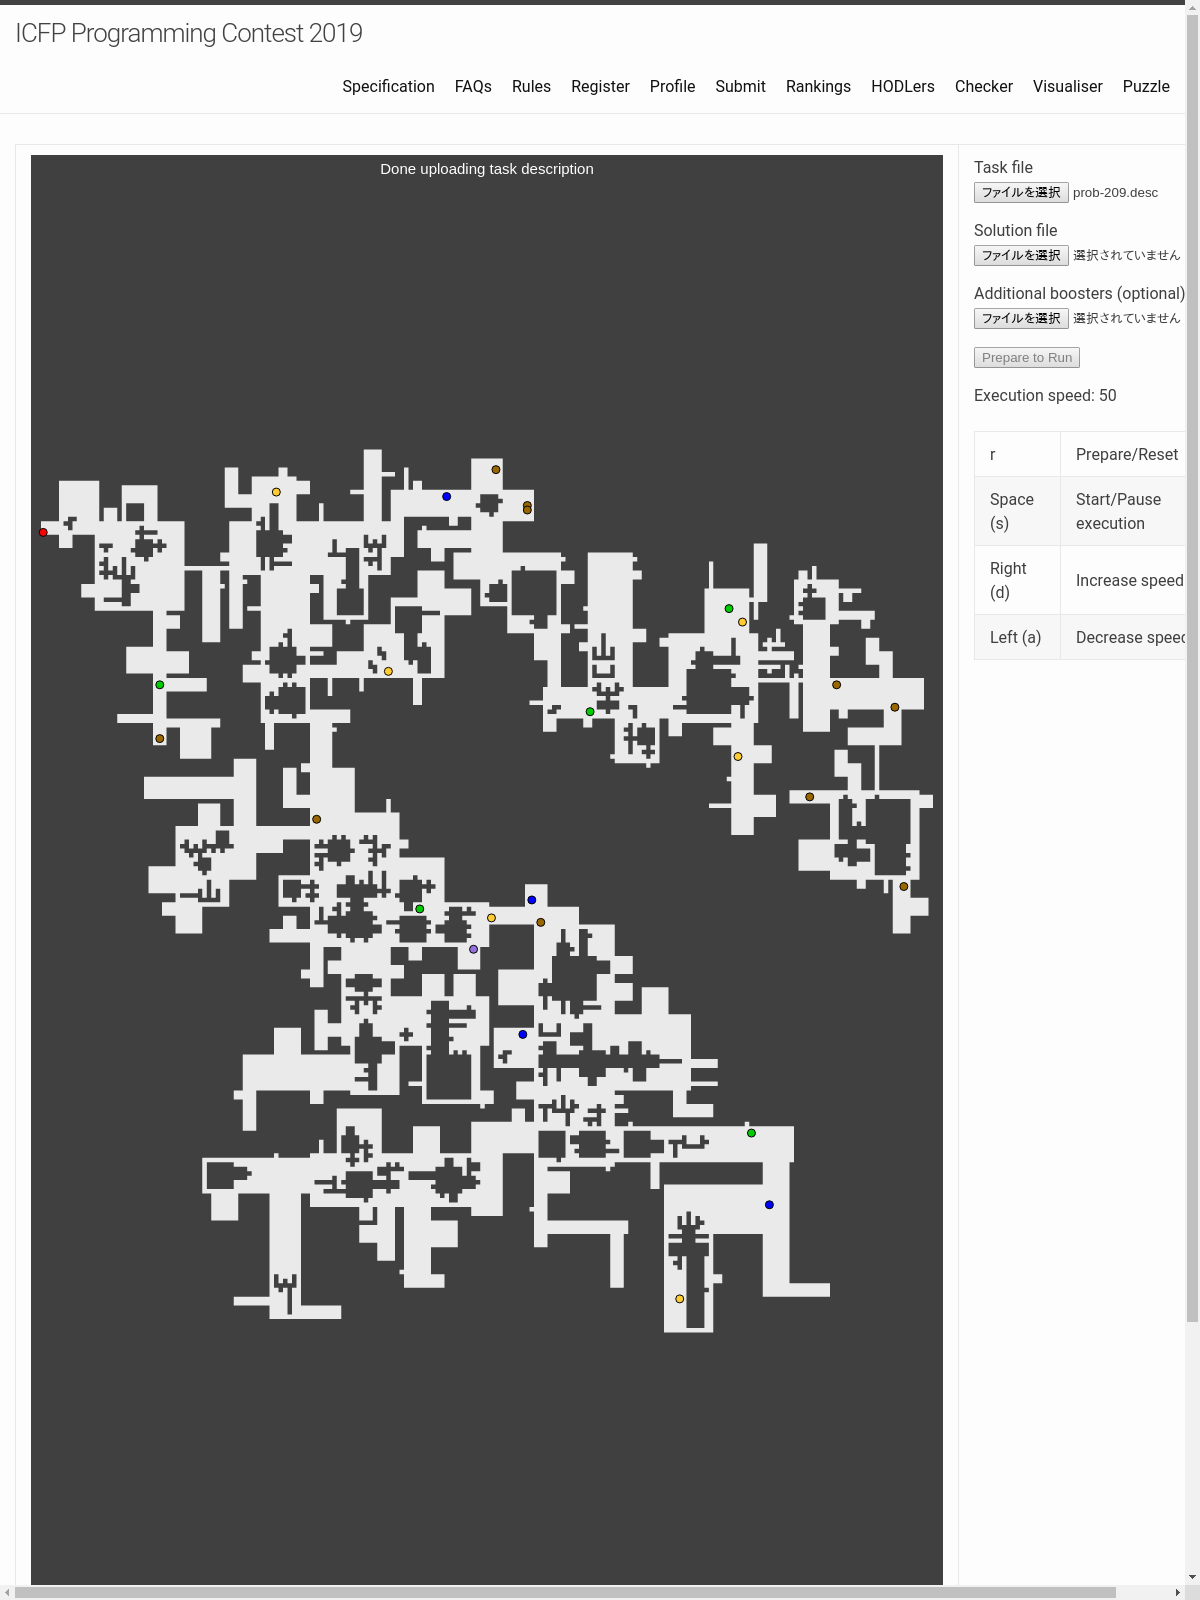 ICFP Programming Contest 2019
Specification FAQs Rules Register Profile Submit Rankings HODLers Checker Visualiser Puzzle
Done uploading task description
Task file
ファイルを選択 prob-209.desc
Solution file
ファイルを選択 選択されていません
Additional boosters (optional)
ファイルを選択 選択されていません
Prepare to Run
Execution speed: 50
r Prepare/Reset
Space Start/Pause
(s) execution
Right Increase speed
(d)
Left (a) Decrease speed